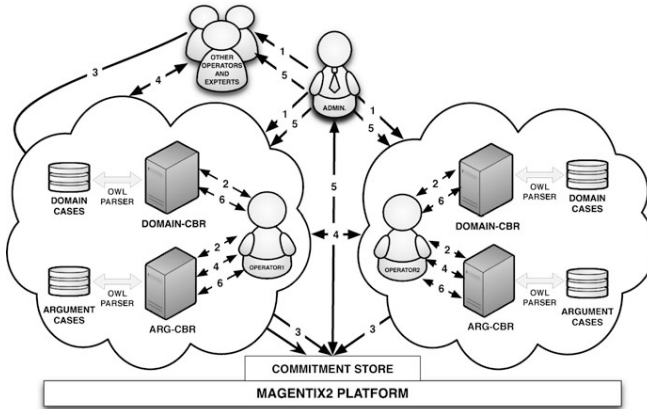 OTHER
OPERATORS
AND
EXPTERTS
ADMIN.
1
5
3
4
1
5
1
5
DOMAIN
CASES
OWL
PARSER
DOMAIN-CBR
2
6
OPERATOR1
ARGUMENT
CASES
OWL
PARSER
ARG-CBR
2
4
6
5
4
OPERATOR2
2
6
DOMAIN-CBR
OWL
PARSER
DOMAIN
CASES
2
4
6
ARG-CBR
OWL
PARSER
ARGUMENT
CASES
3
3
COMMITMENT STORE
MAGENTIX2 PLATFORM